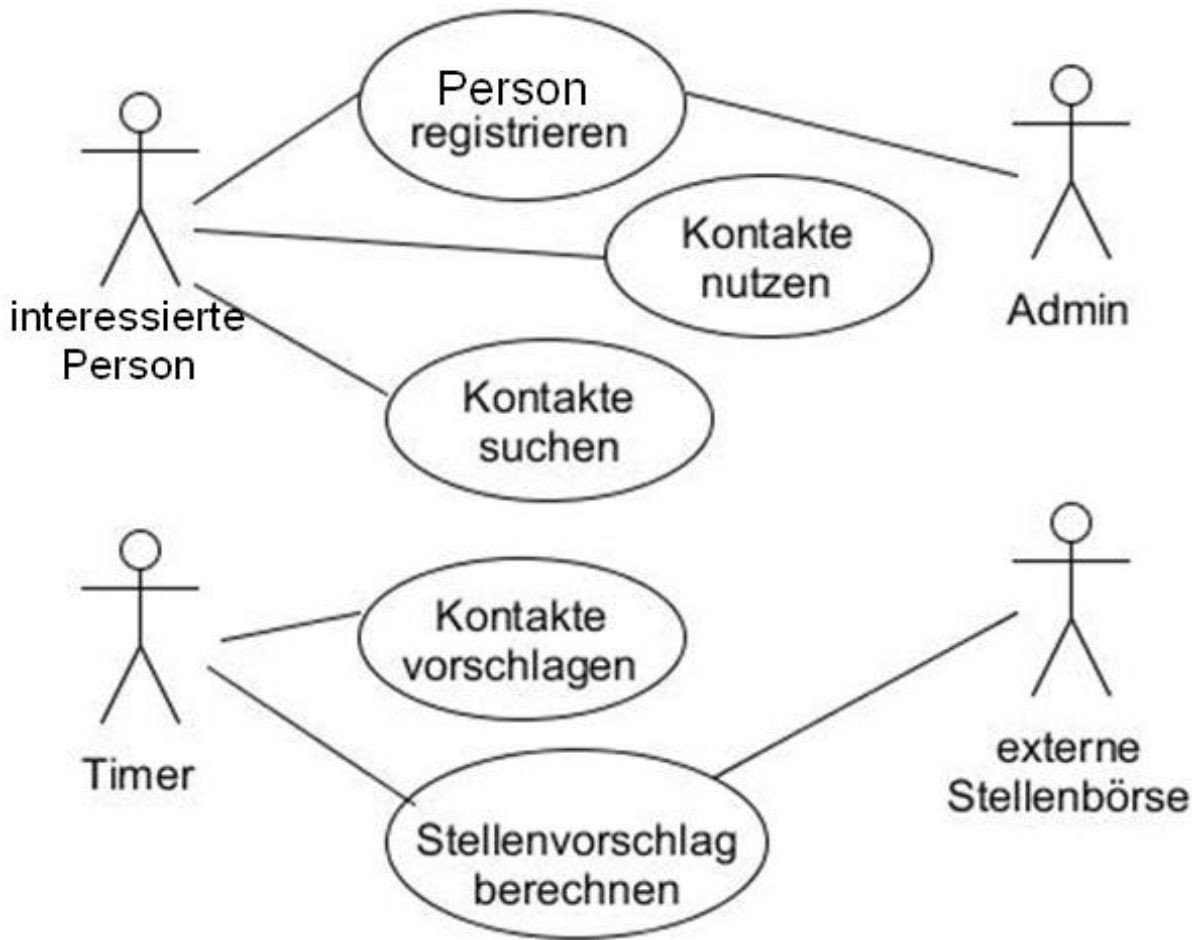 Person
registrieren
Kontakte
nutzen
Admin
interessierte
Person
Kontakte
suchen
Kontakte
vorschlagen
Timer
externe
Stellenbörse
Stellenvorschlag
berechnen